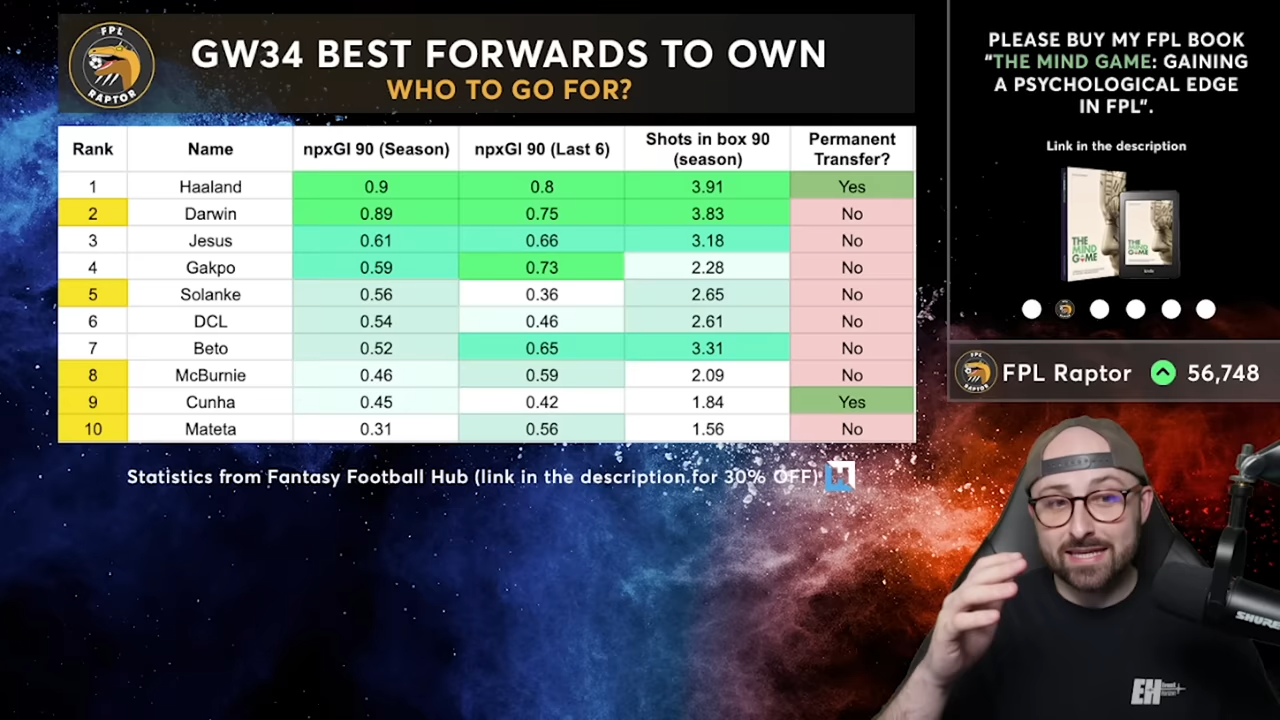 FPL
RAPTOR
GW34 BEST FORWARDS TO OWN
WHO TO GO FOR?
Rank Name npxGI 90 (Season) npxGI 90 (Last 6) Shots in box 90 (season) Permanent Transfer?
1 Haaland 0.9 0.8 3.91 Yes
2 Darwin 0.89 0.75 3.83 No
3 Jesus 0.61 0.66 3.18 No
4 Gakpo 0.59 0.73 2.28 No
5 Solanke 0.56 0.36 2.65 No
6 DCL 0.54 0.46 2.61 No
7 Beto 0.52 0.65 3.31 No
8 McBurnie 0.46 0.59 2.09 No
9 Cunha 0.45 0.42 1.84 Yes
10 Mateta 0.31 0.56 1.56 No
Statistics from Fantasy Football Hub (link in the description for 30% OFF)
PLEASE BUY MY FPL BOOK
"THE MIND GAME: GAINING
A PSYCHOLOGICAL EDGE
IN FPL".
Link in the description
THE
MIND
GAME
THE
MIND
GAME
FPL Raptor 56,748
SHURE
EH